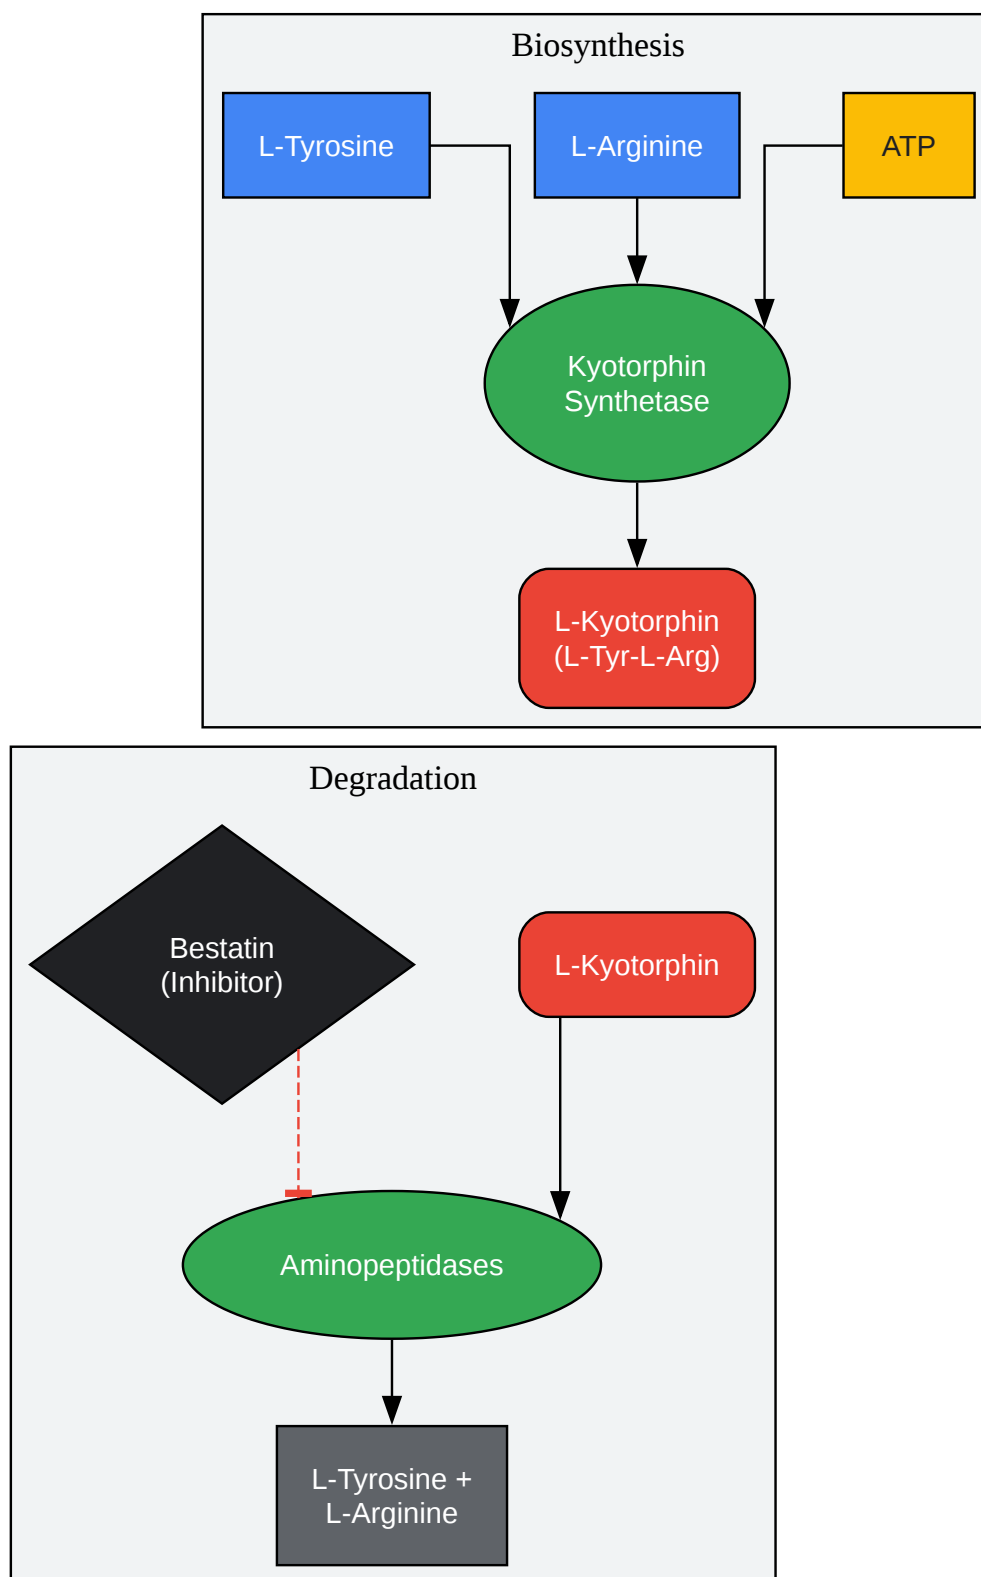 Biosynthesis
L-Tyrosine
L-Arginine
ATP
Kyotorphin
Synthetase
L-Kyotorphin
(L-Tyr-L-Arg)
Degradation
Bestatin
(Inhibitor)
L-Kyotorphin
Aminopeptidases
L-Tyrosine +
L-Arginine